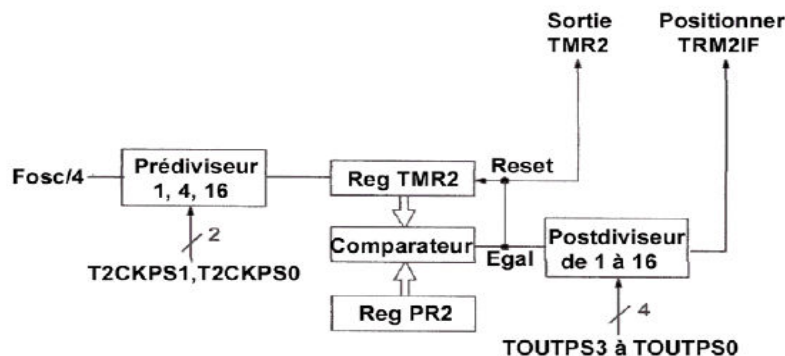 Sortie
TMR2
Positionner
TRM2IF
Fosc/4
Prédiviseur
1, 4, 16
Reg TMR2
Reset
2
T2CKPS1,T2CKPS0
Comparateur
Egal
Postdiviseur
de 1 à 16
Reg PR2
4
TOUTPS3 à TOUTPS0